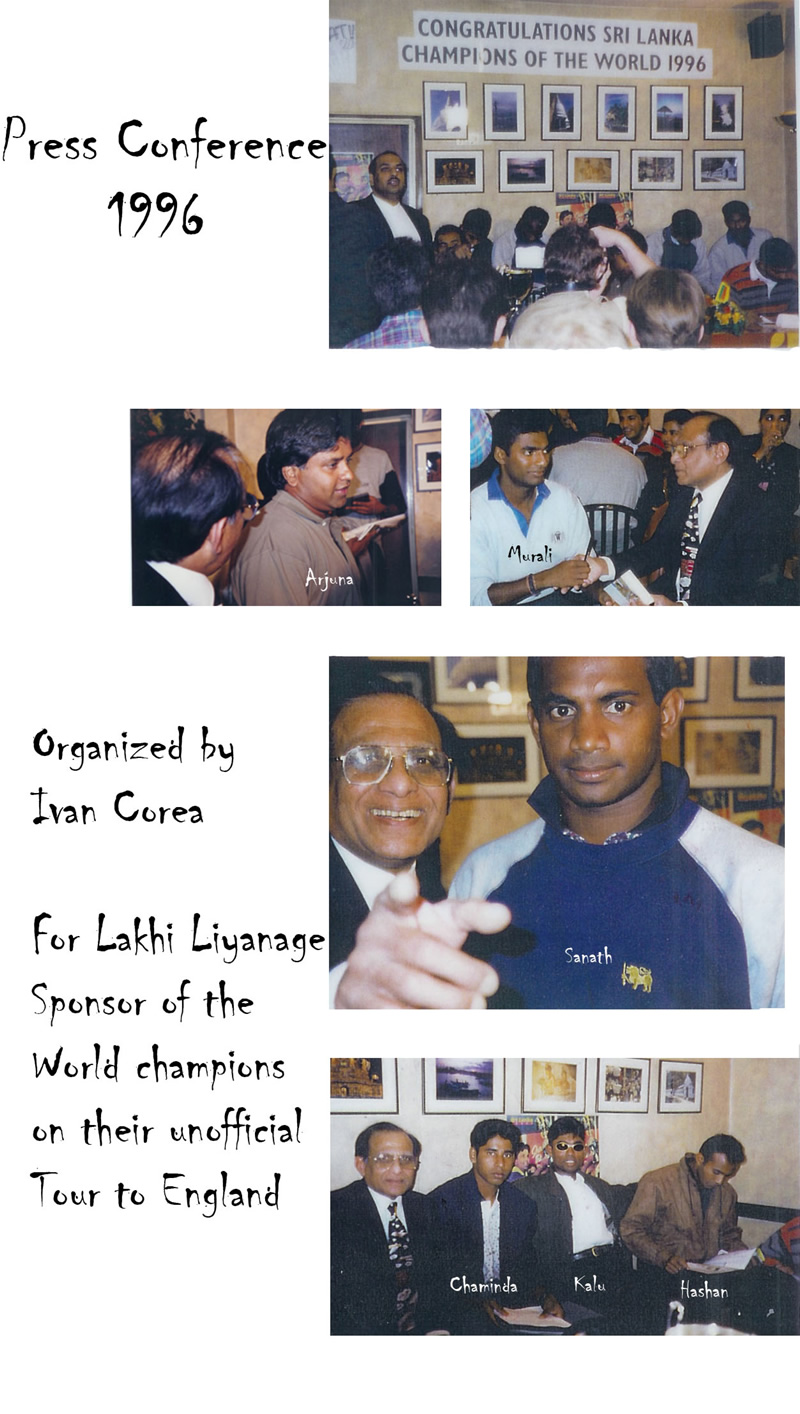 CONGRATULATIONS SRI LANKA
CHAMPIONS OF THE WORLD 1996
Press Conference
1996
Arjuna
Murali
Organized by
Ivan Corea
For Lakhi Liyanage
Sponsor of the
World champions
on their unofficial
Tour to England
Sanath
Chaminda
Kalu
Hashan